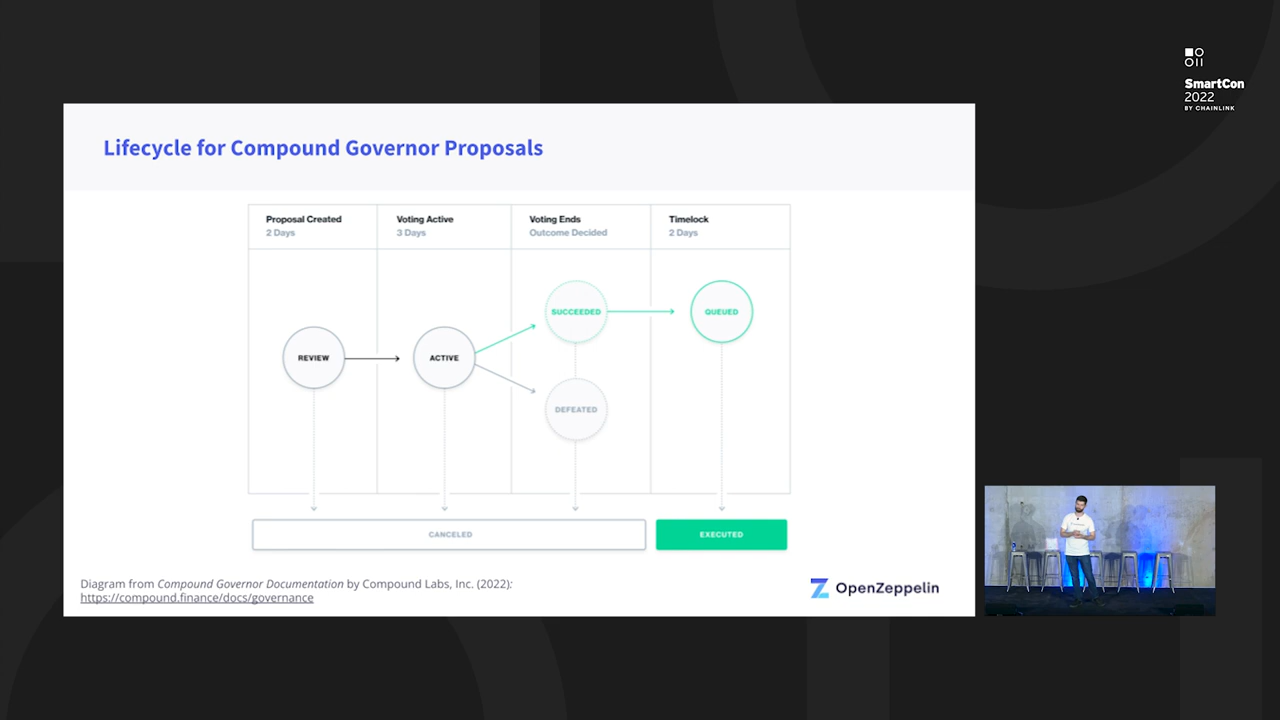 SmartCon
2022
BY CHAINLINK
Lifecycle for Compound Governor Proposals
Proposal Created
2 Days
Voting Active
3 Days
Voting Ends
Outcome Decided
Timelock
2 Days
SUCCEEDED
QUEUED
REVIEW
ACTIVE
DEFEATED
CANCELED
EXECUTED
Diagram from Compound Governor Documentation by Compound Labs, Inc. (2022):
https://compound.finance/docs/governance
OpenZeppelin